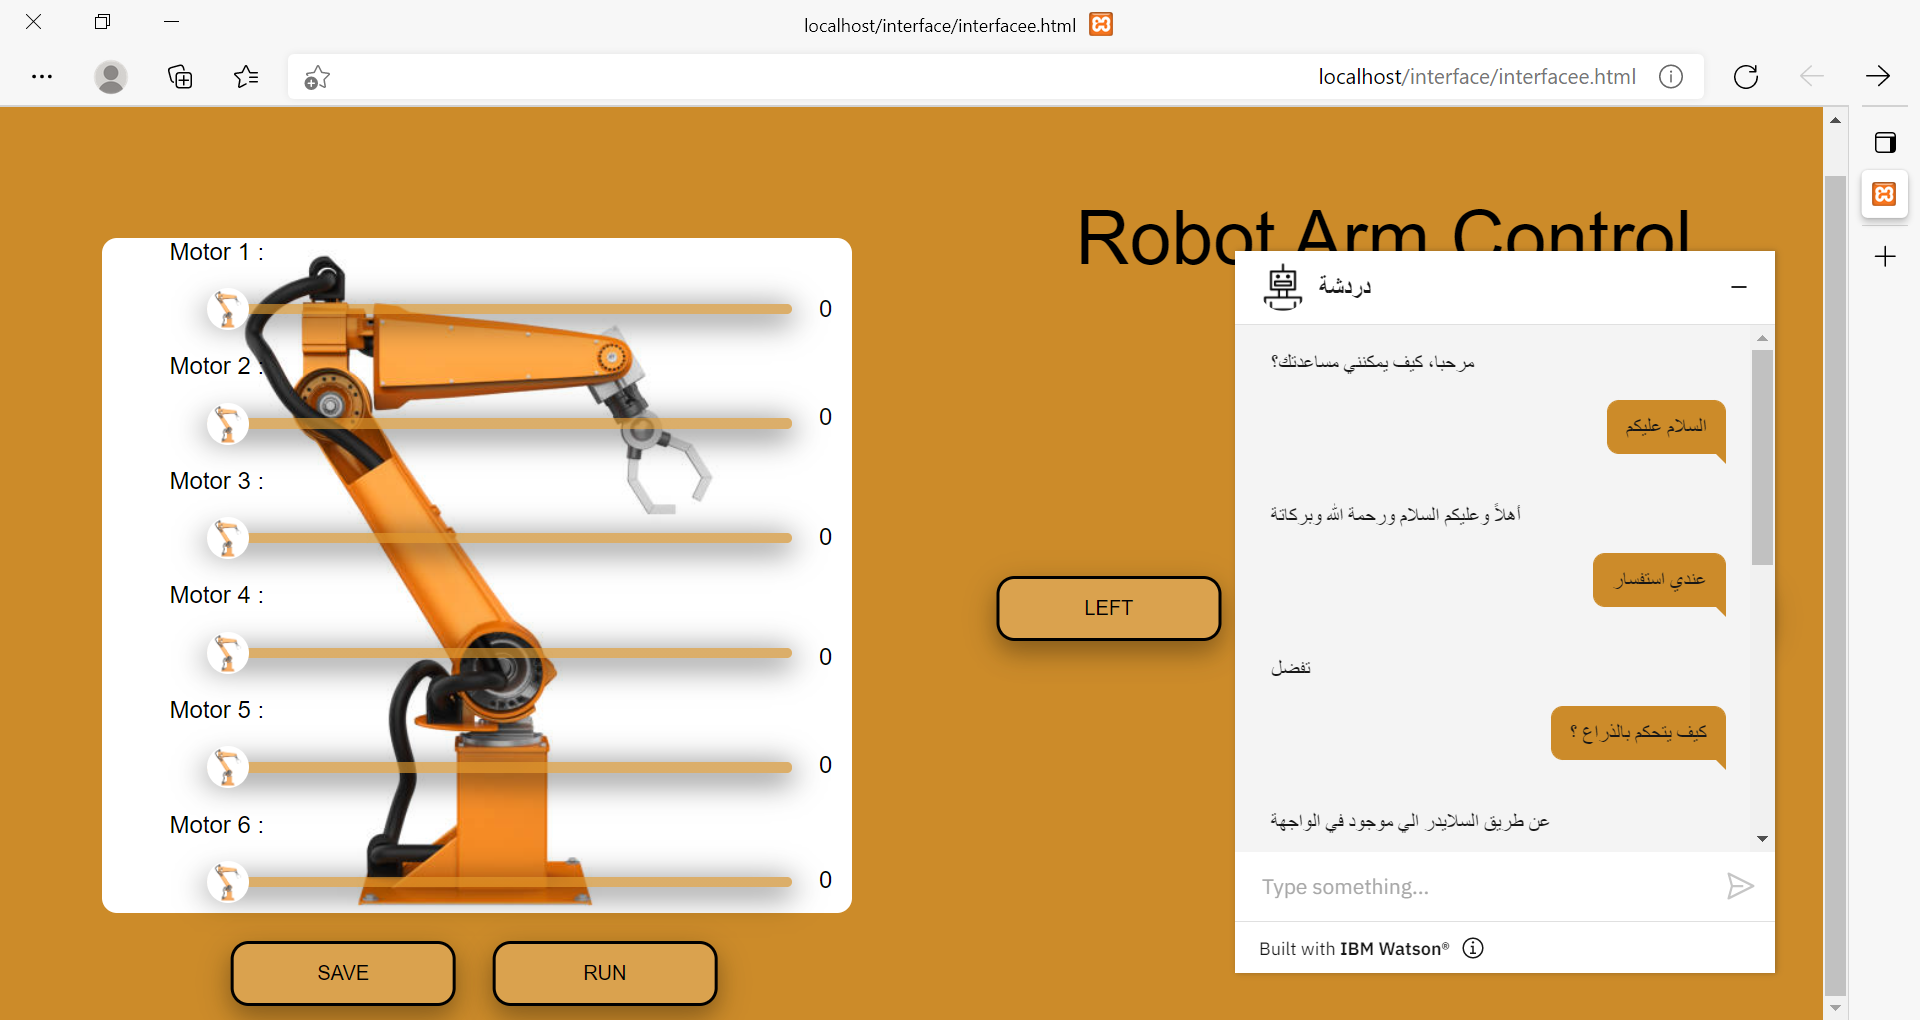 localhost/interface/interfacee.html
localhost/interface/interfacee.html
Robot Arm Control
Motor 1 :
0
Motor 2 :
0
Motor 3 :
0
Motor 4 :
0
Motor 5 :
0
Motor 6 :
0
SAVE
RUN
LEFT
دردشة
مرحبا، كيف يمكنني مساعدتك؟
السلام عليكم
أهلاً وعليكم السلام ورحمة الله وبركاتة
عندي استفسار
تفضل
كيف يتحكم بالذراع ؟
عن طريق السلايدر الي موجود في الواجهة
Type something...
Built with IBM Watson®